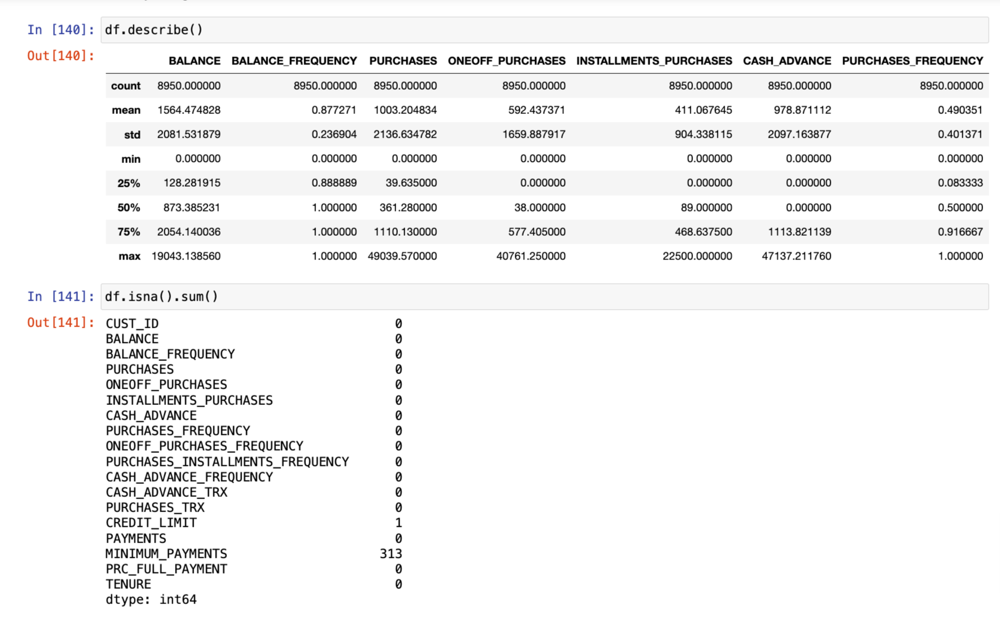 In [140]: df.describe()
Out[140]:
BALANCE BALANCE_FREQUENCY PURCHASES ONEOFF_PURCHASES INSTALLMENTS_PURCHASES CASH_ADVANCE PURCHASES_FREQUENCY
count 8950.000000 8950.000000 8950.000000 8950.000000 8950.000000 8950.000000 8950.000000
mean 1564.474828 0.877271 1003.204834 592.437371 411.067645 978.871112 0.490351
std 2081.531879 0.236904 2136.634782 1659.887917 904.338115 2097.163877 0.401371
min 0.000000 0.000000 0.000000 0.000000 0.000000 0.000000 0.000000
25% 128.281915 0.888889 39.635000 0.000000 0.000000 0.000000 0.083333
50% 873.385231 1.000000 361.280000 38.000000 89.000000 0.000000 0.500000
75% 2054.140036 1.000000 1110.130000 577.405000 468.637500 1113.821139 0.916667
max 19043.138560 1.000000 49039.570000 40761.250000 22500.000000 47137.211760 1.000000
In [141]: df.isna().sum()
Out[141]: CUST_ID 0
BALANCE 0
BALANCE_FREQUENCY 0
PURCHASES 0
ONEOFF_PURCHASES 0
INSTALLMENTS_PURCHASES 0
CASH_ADVANCE 0
PURCHASES_FREQUENCY 0
ONEOFF_PURCHASES_FREQUENCY 0
PURCHASES_INSTALLMENTS_FREQUENCY 0
CASH_ADVANCE_FREQUENCY 0
CASH_ADVANCE_TRX 0
PURCHASES_TRX 0
CREDIT_LIMIT 1
PAYMENTS 0
MINIMUM_PAYMENTS 313
PRC_FULL_PAYMENT 0
TENURE 0
dtype: int64